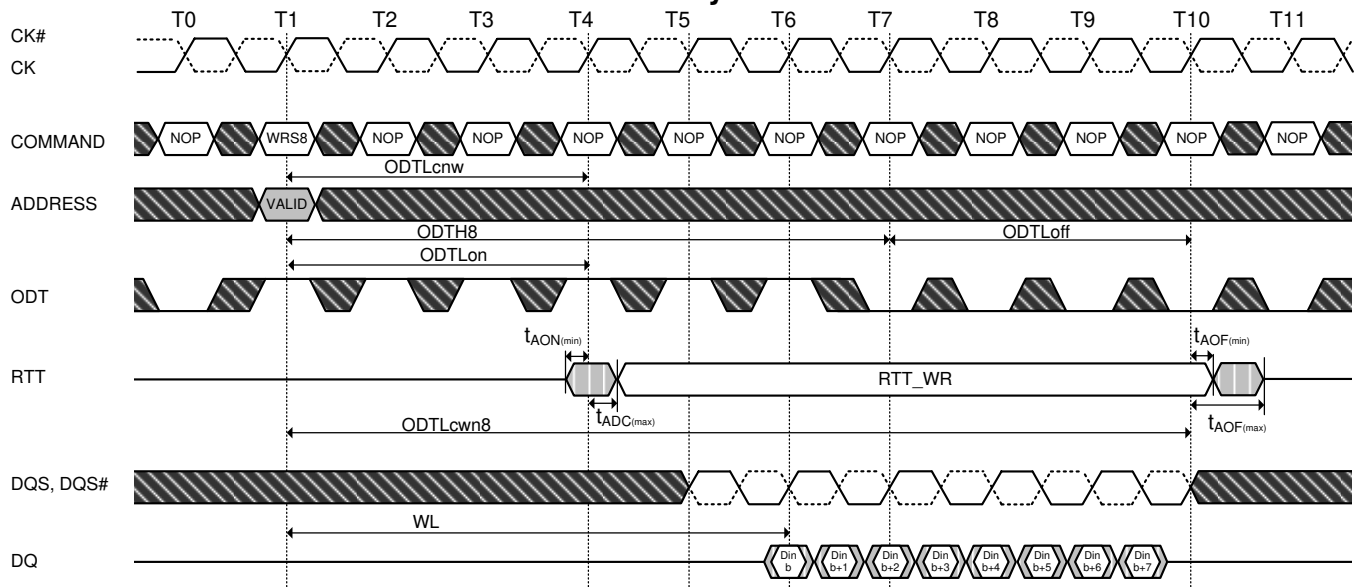 T0 T1 T2 T3 T4 T5 T6 T7 T8 T9 T10 T11
CK#
CK
COMMAND NOP WRS8 NOP NOP NOP NOP NOP NOP NOP NOP NOP NOP
ODTLcnw
ADDRESS VALID
ODTH8 ODTLoff
ODTLon
ODT
tAON(min) tAOF(min)
RTT RTT_WR
tADC(max) tAOF(max)
ODTLcwn8
DQS, DQS#
WL
DQ Din b Din b+1 Din b+2 Din b+3 Din b+4 Din b+5 Din b+6 Din b+7